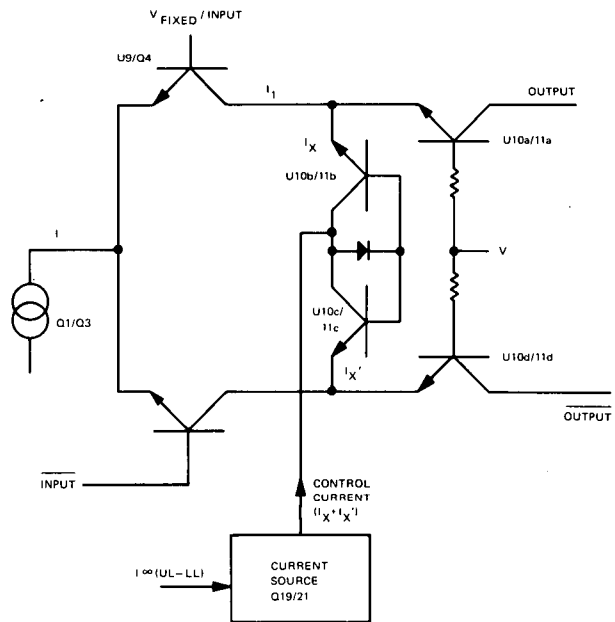 V FIXED/INPUT
U9/Q4
I1
OUTPUT
IX
U10a/11a
U10b/11b
I
V
Q1/Q3
U10c/
11c
U10d/11d
IX'
OUTPUT
INPUT
CONTROL
CURRENT
(IX+IX')
I∞(UL-LL)
CURRENT
SOURCE
Q19/21